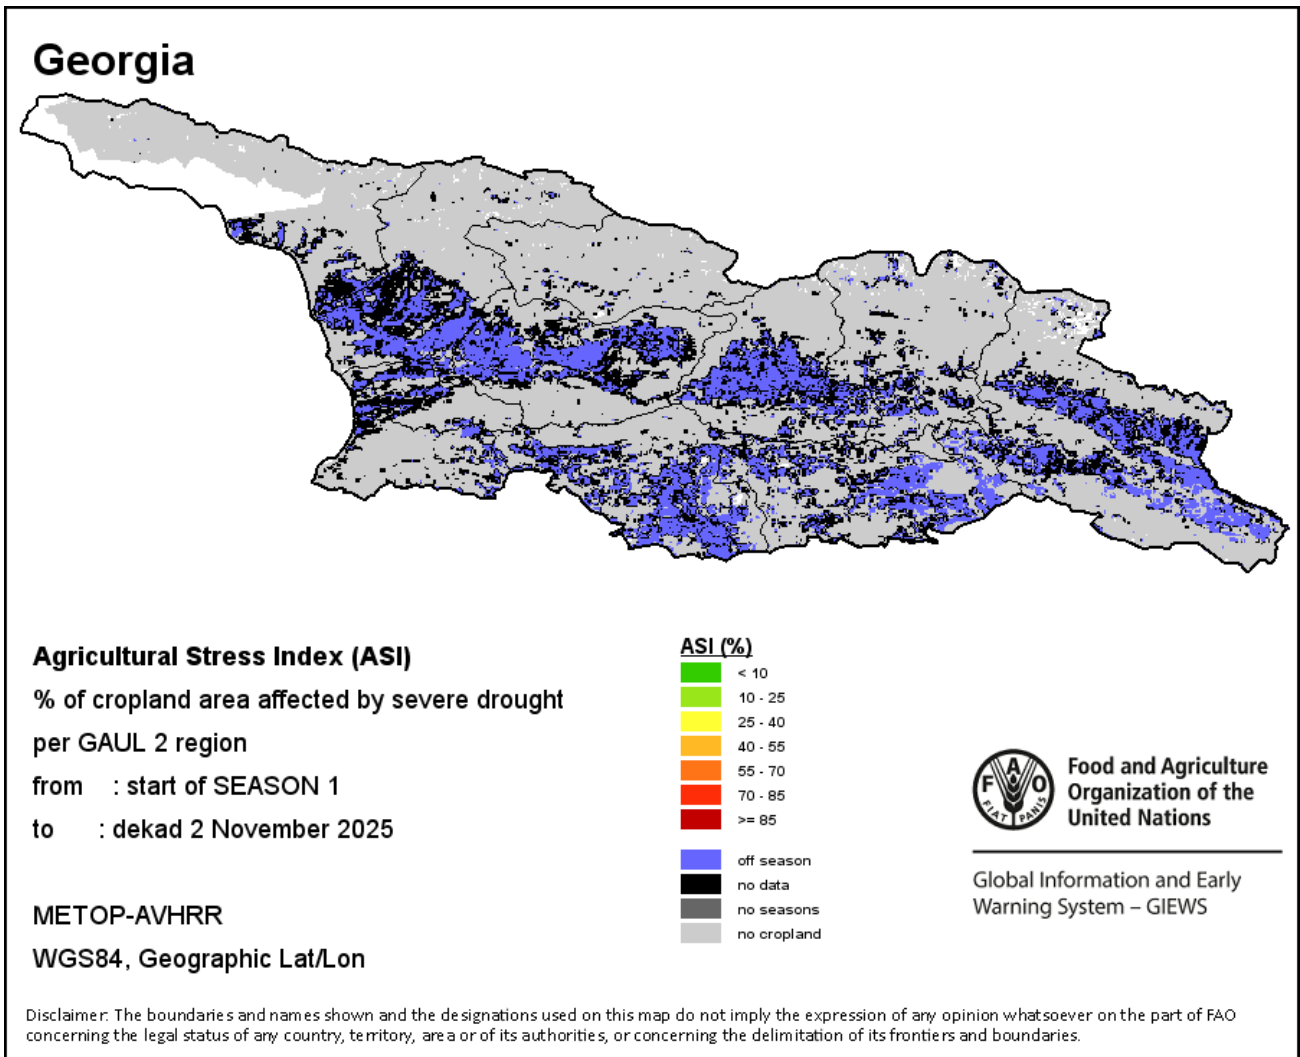 Georgia
Agricultural Stress Index (ASI)
% of cropland area affected by severe drought
per GAUL 2 region
from : start of SEASON 1
to : dekad 2 November 2025
METOP-AVHRR
WGS84, Geographic Lat/Lon
ASI (%)
< 10
10 - 25
25 - 40
40 - 55
55 - 70
70 - 85
>= 85
off season
no data
no seasons
no cropland
F A O
FIAT PANIS
Food and Agriculture
Organization of the
United Nations
Global Information and Early
Warning System – GIEWS
Disclaimer: The boundaries and names shown and the designations used on this map do not imply the expression of any opinion whatsoever on the part of FAO
concerning the legal status of any country, territory, area or of its authorities, or concerning the delimitation of its frontiers and boundaries.